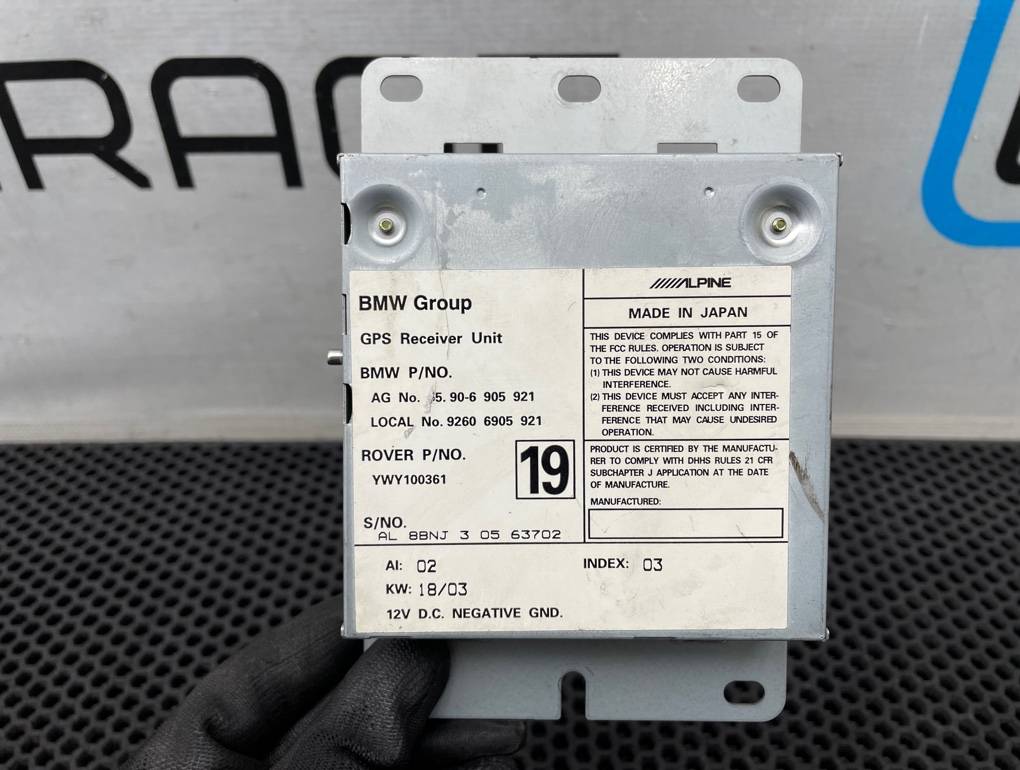 BMW Group
GPS Receiver Unit
BMW P/NO.
AG No. 5.90-6 905 921
LOCAL No. 9260 6905 921
ROVER P/NO.
YWY100361
19
S/NO.
AL 8BNJ 3 05 63702
AI: 02
KW: 18/03
12V D.C. NEGATIVE GND.
INDEX: 03
ALPINE
MADE IN JAPAN
THIS DEVICE COMPLIES WITH PART 15 OF
THE FCC RULES. OPERATION IS SUBJECT
TO THE FOLLOWING TWO CONDITIONS:
(1) THIS DEVICE MAY NOT CAUSE HARMFUL
INTERFERENCE.
(2) THIS DEVICE MUST ACCEPT ANY INTER-
FERENCE RECEIVED INCLUDING INTER-
FERENCE THAT MAY CAUSE UNDESIRED
OPERATION.
PRODUCT IS CERTIFIED BY THE MANUFACTU-
RER TO COMPLY WITH DHHS RULES 21 CFR
SUBCHAPTER J APPLICATION AT THE DATE
OF MANUFACTURE.
MANUFACTURED: